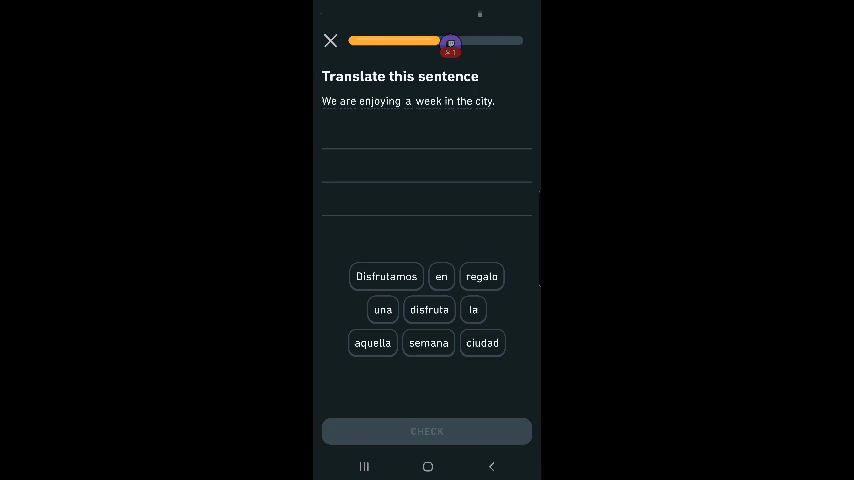 Translate this sentence
We are enjoying a week in the city.
Disfrutamos en regalo
una disfruta la
aquella semana ciudad
CHECK